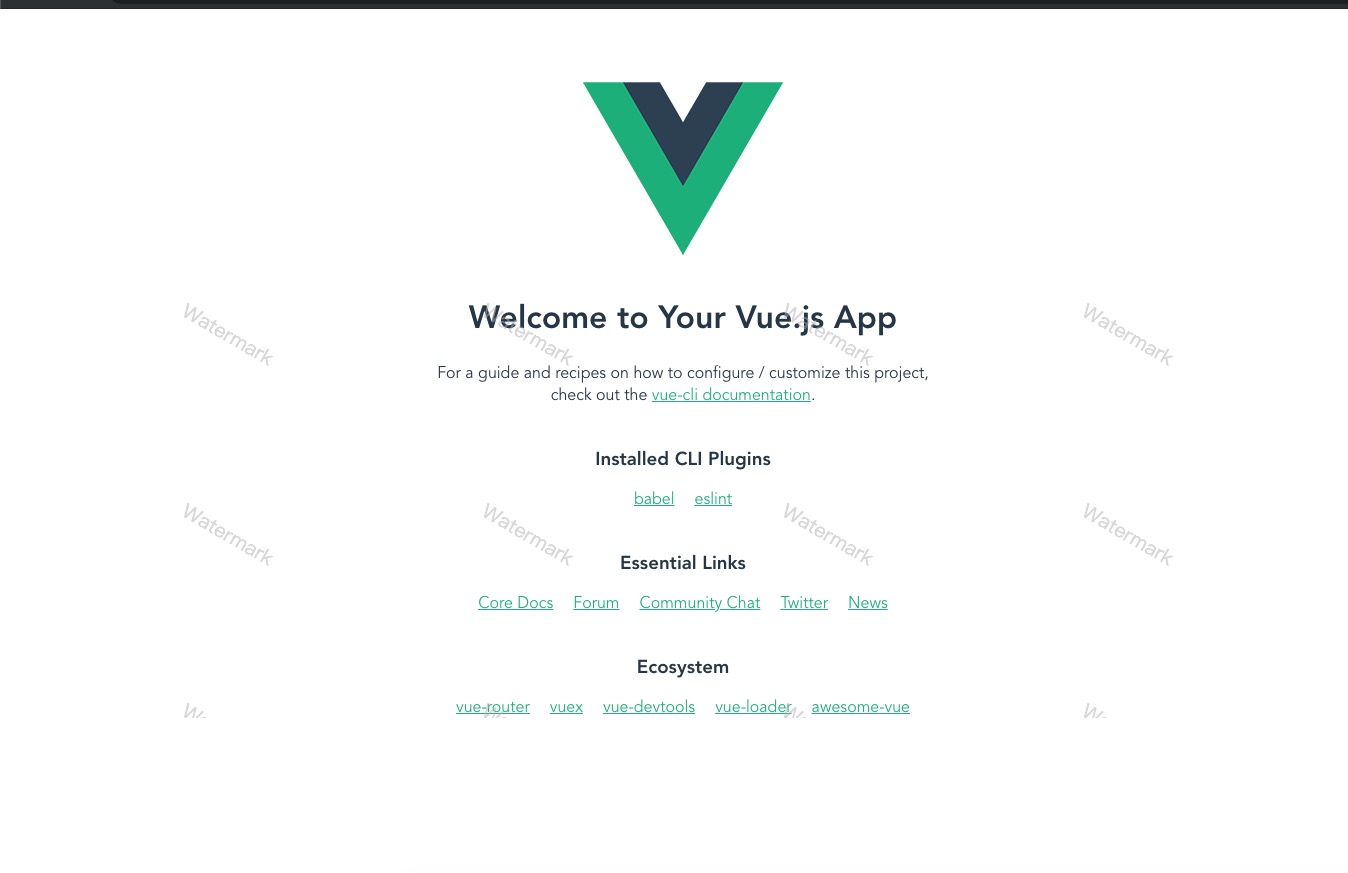 Welcome to Your Vue.js App
Watermark Watermark Watermark Watermark
For a guide and recipes on how to configure / customize this project,
check out the vue-cli documentation.
Installed CLI Plugins
babel eslint
Watermark Watermark Watermark Watermark
Essential Links
Core Docs Forum Community Chat Twitter News
Ecosystem
vue-router vuex vue-devtools vue-loader awesome-vue